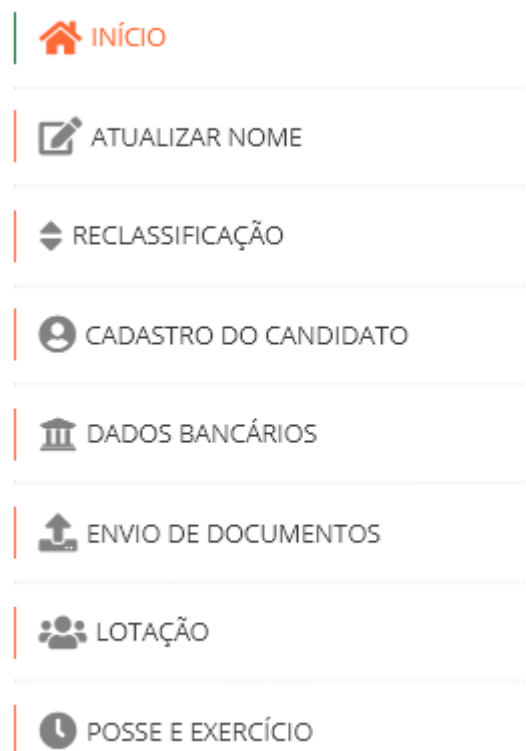 INÍCIO
ATUALIZAR NOME
RECLASSIFICAÇÃO
CADASTRO DO CANDIDATO
DADOS BANCÁRIOS
ENVIO DE DOCUMENTOS
LOTAÇÃO
POSSE E EXERCÍCIO